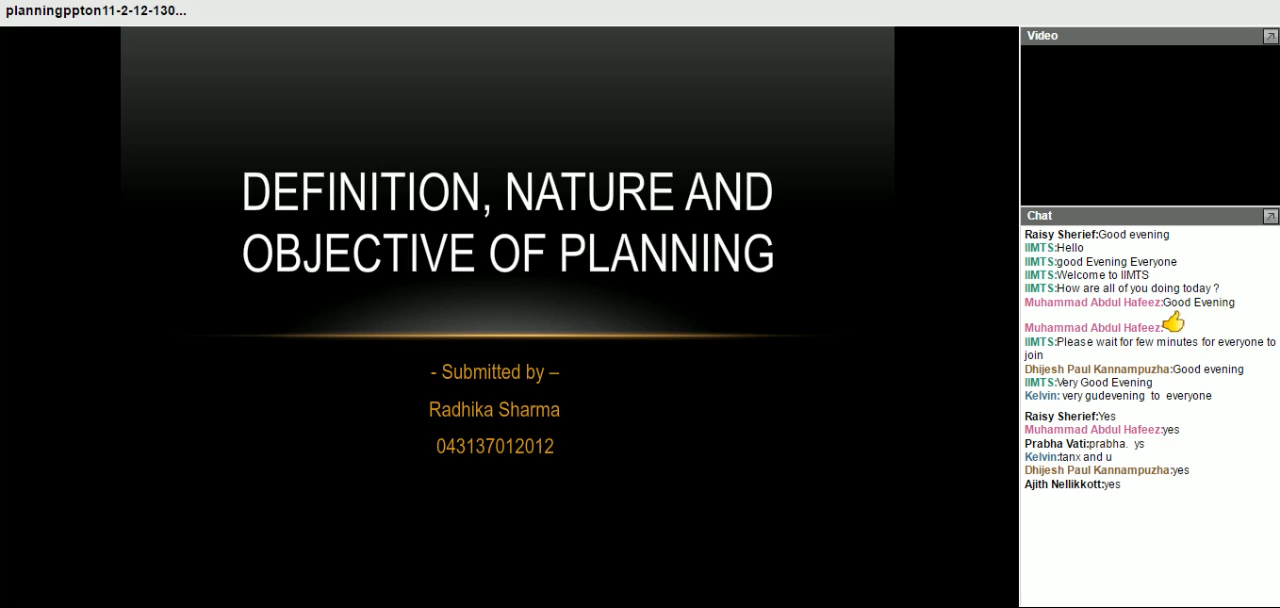 planningppton11-2-12-130...
DEFINITION, NATURE AND
OBJECTIVE OF PLANNING
- Submitted by –
Radhika Sharma
043137012012
Video
Chat
Raisy Sherief:Good evening
IIMTS:Hello
IIMTS:good Evening Everyone
IIMTS:Welcome to IIMTS
IIMTS:How are all of you doing today ?
Muhammad Abdul Hafeez:Good Evening
Muhammad Abdul Hafeez:
IIMTS:Please wait for few minutes for everyone to
join
Dhijesh Paul Kannampuzha:Good evening
IIMTS:Very Good Evening
Kelvin: very gudevening to everyone
Raisy Sherief:Yes
Muhammad Abdul Hafeez:yes
Prabha Vati:prabha. ys
Kelvin:tanx and u
Dhijesh Paul Kannampuzha:yes
Ajith Nellikkott:yes